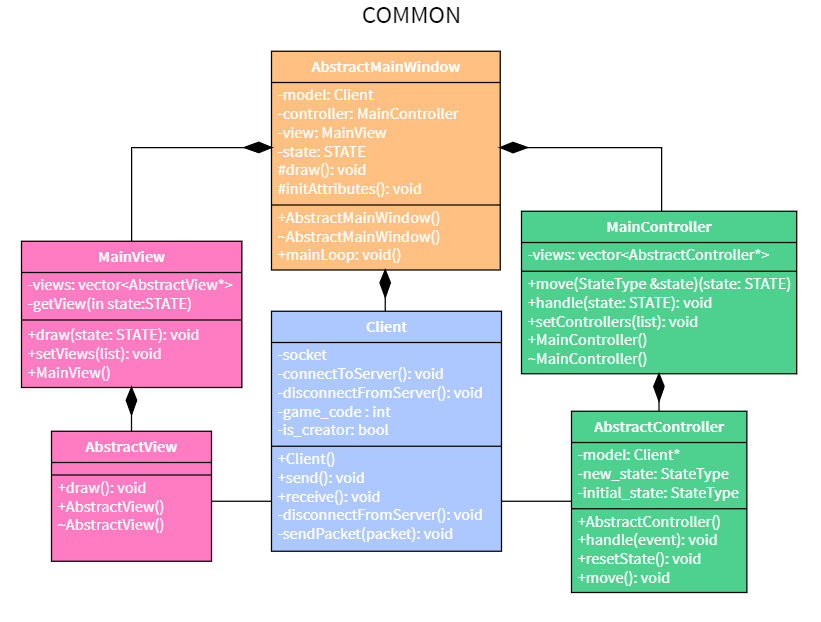 COMMON
AbstractMainWindow
-model: Client
-controller: MainController
-view: MainView
-state: STATE
#draw(): void
#initAttributes(): void
+AbstractMainWindow()
~AbstractMainWindow()
+mainLoop: void()
MainView
-views: vector<AbstractView*>
-getView(in state:STATE)
+draw(state: STATE): void
+setViews(list): void
+MainView()
AbstractView
+draw(): void
+AbstractView()
~AbstractView()
Client
-socket
-connectToServer(): void
-disconnectFromServer(): void
-game_code : int
-is_creator: bool
+Client()
+send(): void
+receive(): void
-disconnectFromServer(): void
-sendPacket(packet): void
MainController
-views: vector<AbstractController*>
+move(StateType &state)(state: STATE)
+handle(state: STATE): void
+setControllers(list): void
+MainController()
~MainController()
AbstractController
-model: Client*
-new_state: StateType
-initial_state: StateType
+AbstractController()
+handle(event): void
+resetState(): void
+move(): void